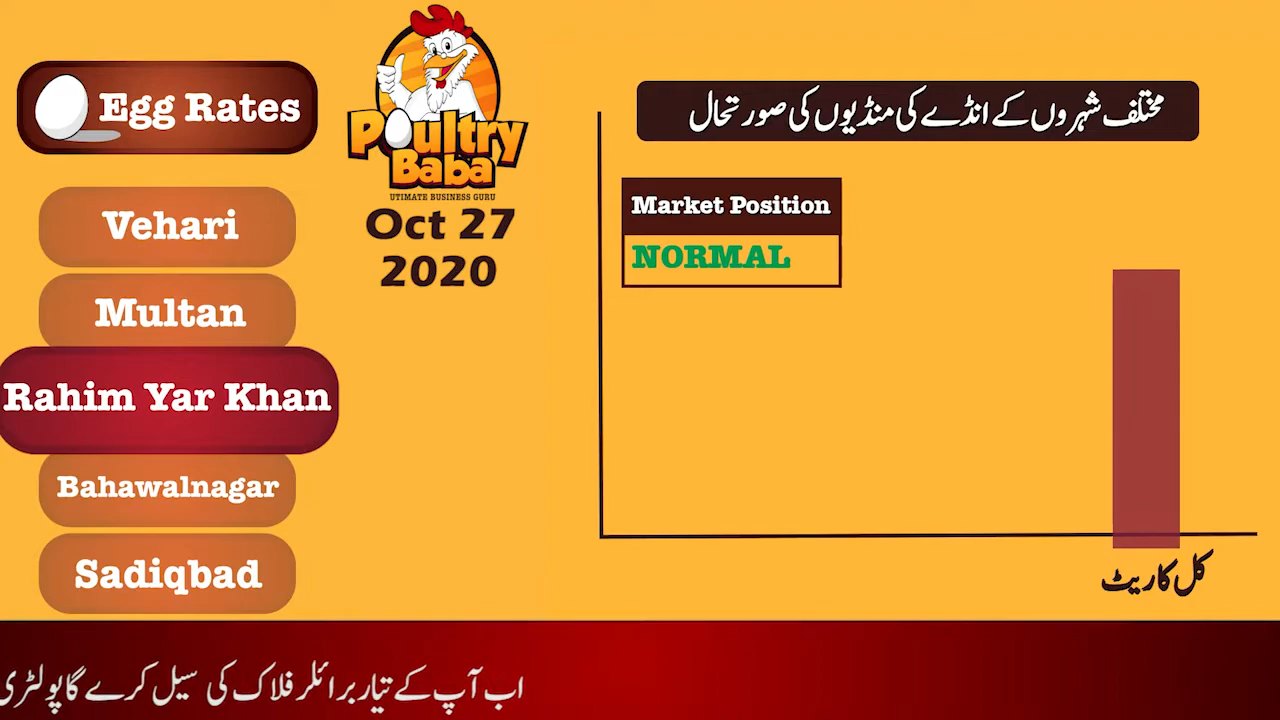 Egg Rates
Vehari
Multan
Rahim Yar Khan
Bahawalnagar
Sadiqbad
Poultry
Baba
UTIMATE BUSINESS GURU
Oct 27
2020
مختلف شہروں کے انڈے کی منڈیوں کی صورتحال
Market Position
NORMAL
کل کا ریٹ
اب آپ کے تیار برائلر فلاک کی سیل کرے گا پولٹری